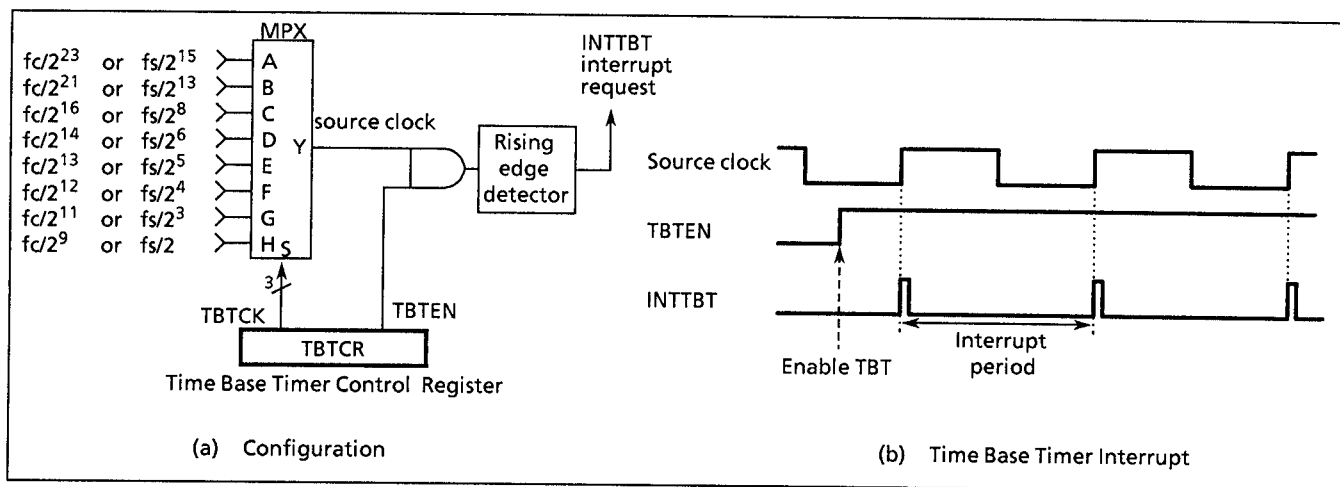 MPX
fc/2^23 or fs/2^15 A
fc/2^21 or fs/2^13 B
fc/2^16 or fs/2^8 C
fc/2^14 or fs/2^6 D
fc/2^13 or fs/2^5 E
fc/2^12 or fs/2^4 F
fc/2^11 or fs/2^3 G
fc/2^9 or fs/2 H
S
Y
source clock
Rising
edge
detector
INTTBT
interrupt
request
3
TBTCK
TBTEN
TBTCR
Time Base Timer Control Register
(a) Configuration
Source clock
TBTEN
INTTBT
Enable TBT
Interrupt
period
(b) Time Base Timer Interrupt